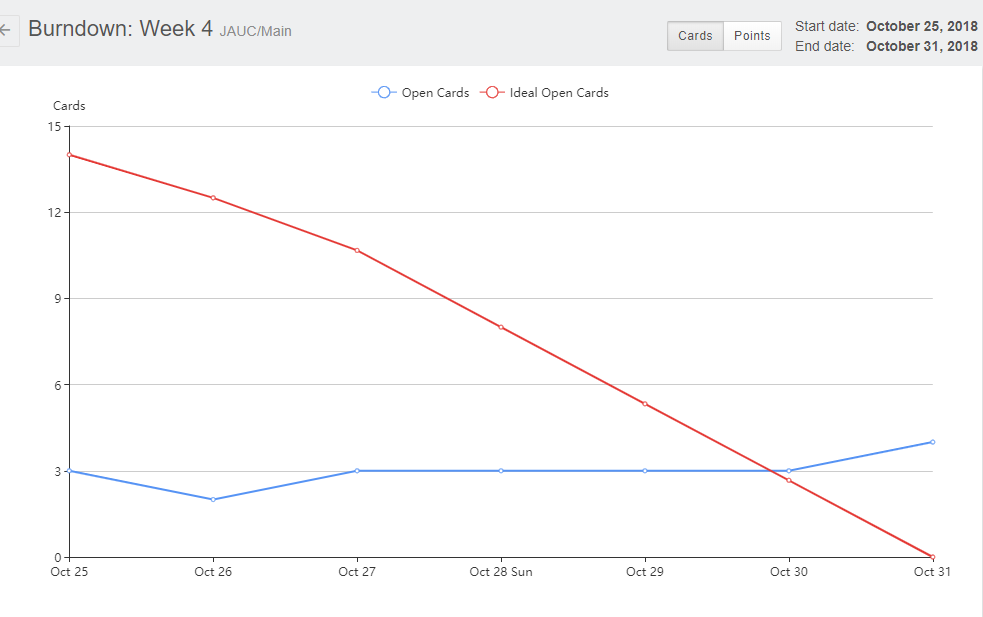 Burndown: Week 4 JAUC/Main
Cards Points
Start date: October 25, 2018
End date: October 31, 2018
Open Cards Ideal Open Cards
Cards
15
12
9
6
3
0
Oct 25 Oct 26 Oct 27 Oct 28 Sun Oct 29 Oct 30 Oct 31